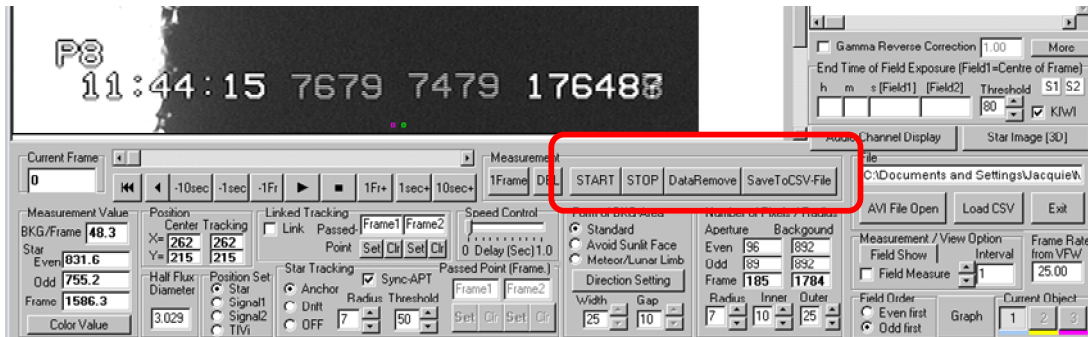 P8
11:44:15 7679 7479 176487
Gamma Reverse Correction 1.00 More
End Time of Field Exposure (Field1=Centre of Frame)
h m s [Field1] [Field2] Threshold S1 S2
80 KIWI
Audio Channel Display Star Image [3D]
Current Frame
0
-10sec -1sec -1Fr 1Fr+ 1sec+ 10sec+
Measurement
1Frame DEL START STOP DataRemove SaveToCSV-File
File
C:\Documents and Settings\Jacquie\M
AVI File Open Load CSV Exit
Measurement Value
BKG/Frame 48.3
Star
Even 831.6
Odd 755.2
Frame 1586.3
Color Value
Position
Center Tracking
X= 262 262
Y= 215 215
Half Flux Diameter
3.029
Position Set
Star
Signal1
Signal2
TIVi
Linked Tracking
Link Passed- Frame1 Frame2
Point Set Clr Set Clr
Star Tracking Sync-APT
Anchor
Drift
OFF
Radius Threshold
7 50
Passed Point (Frame.)
Frame1 Frame2
Set Clr Set Clr
Speed Control
0 Delay (Sec) 1.0
Form of BKG-Area
Standard
Avoid Sunlit Face
Meteor/Lunar Limb
Direction Setting
Width Gap
25 10
Number of Pixels / Radius
Aperture Backgound
Even 96 892
Odd 89 892
Frame 185 1784
Radius Inner Outer
7 10 25
Measurement / View Option
Field Show Interval
Field Measure 1
Frame Rate
from VFW
25.00
Field Order
Even first
Odd first
Graph
Current Object
1 2 3